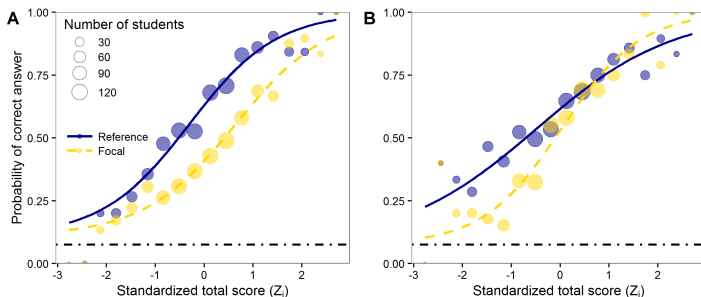 A
B
Number of students
30
60
90
120
Reference
Focal
Probability of correct answer
1.00
0.75
0.50
0.25
0.00
-3 -2 -1 0 1 2
Standardized total score (Zi)
1.00
0.75
0.50
0.25
0.00
-3 -2 -1 0 1 2
Standardized total score (Zi)